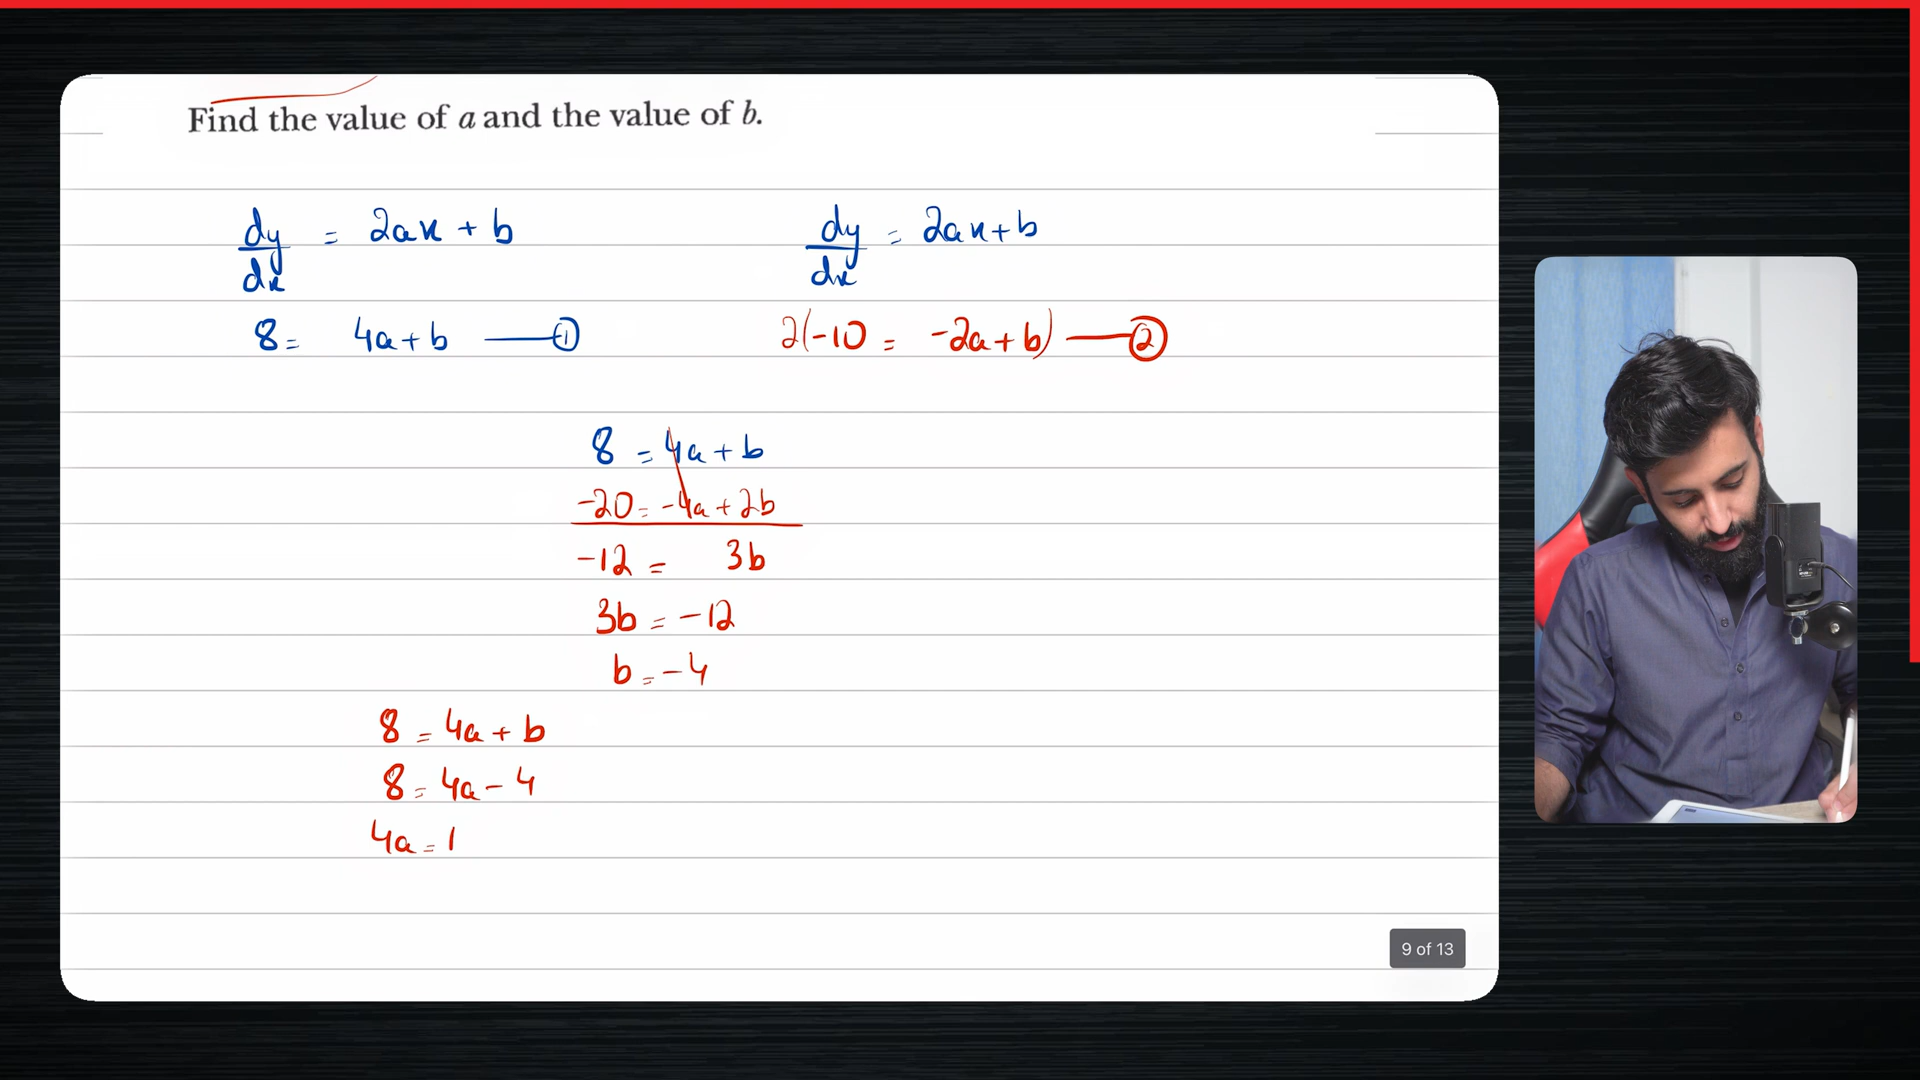 Find the value of a and the value of b.
dy/dx = 2ax + b
dy/dx = 2ax + b
8 = 4a + b — ①
2(-10 = -2a + b) — ②
8 = 4a + b
-20 = -4a + 2b
-12 = 3b
3b = -12
b = -4
8 = 4a + b
8 = 4a - 4
4a = 1
9 of 13